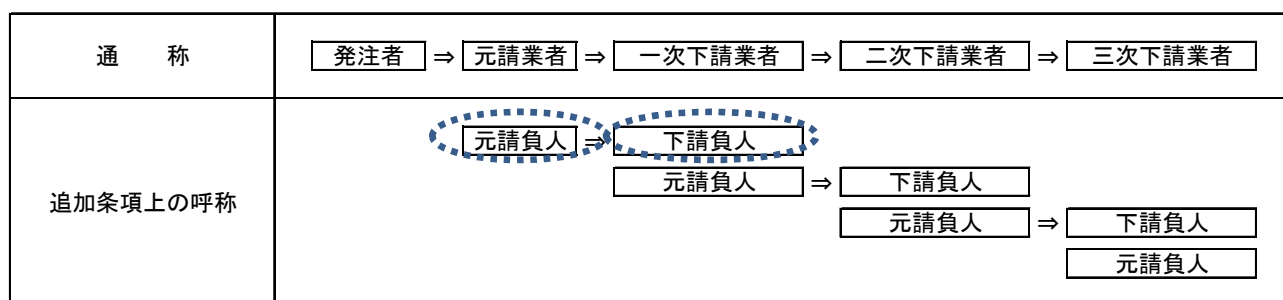 通　　称
発注者 ⇒ 元請業者 ⇒ 一次下請業者 ⇒ 二次下請業者 ⇒ 三次下請業者
追加条項上の呼称
元請負人 ⇒ 下請負人
元請負人 ⇒ 下請負人
元請負人 ⇒ 下請負人
元請負人